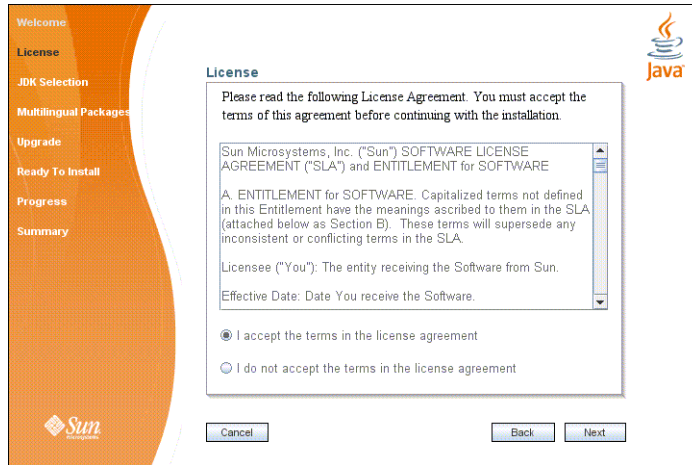 Welcome
License
JDK Selection
Multilingual Packages
Upgrade
Ready To Install
Progress
Summary
Sun
microsystems
Java
License
Please read the following License Agreement. You must accept the
terms of this agreement before continuing with the installation.
Sun Microsystems, Inc. ("Sun") SOFTWARE LICENSE
AGREEMENT ("SLA") and ENTITLEMENT for SOFTWARE
A. ENTITLEMENT for SOFTWARE. Capitalized terms not defined
in this Entitlement have the meanings ascribed to them in the SLA
(attached below as Section B). These terms will supersede any
inconsistent or conflicting terms in the SLA.
Licensee ("You"): The entity receiving the Software from Sun.
Effective Date: Date You receive the Software.
I accept the terms in the license agreement
I do not accept the terms in the license agreement
Cancel
Back
Next